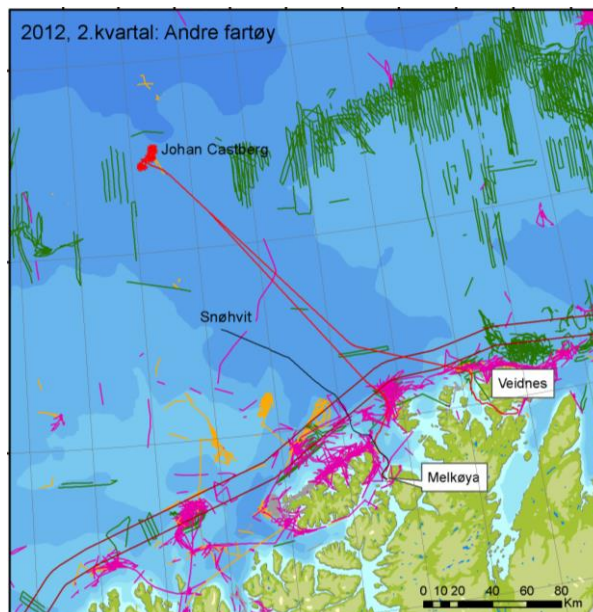 2012, 2.kvartal: Andre fartøy
Johan Castberg
Snøhvit
Veidnes
Melkøya
0 10 20 40 60 80
Km